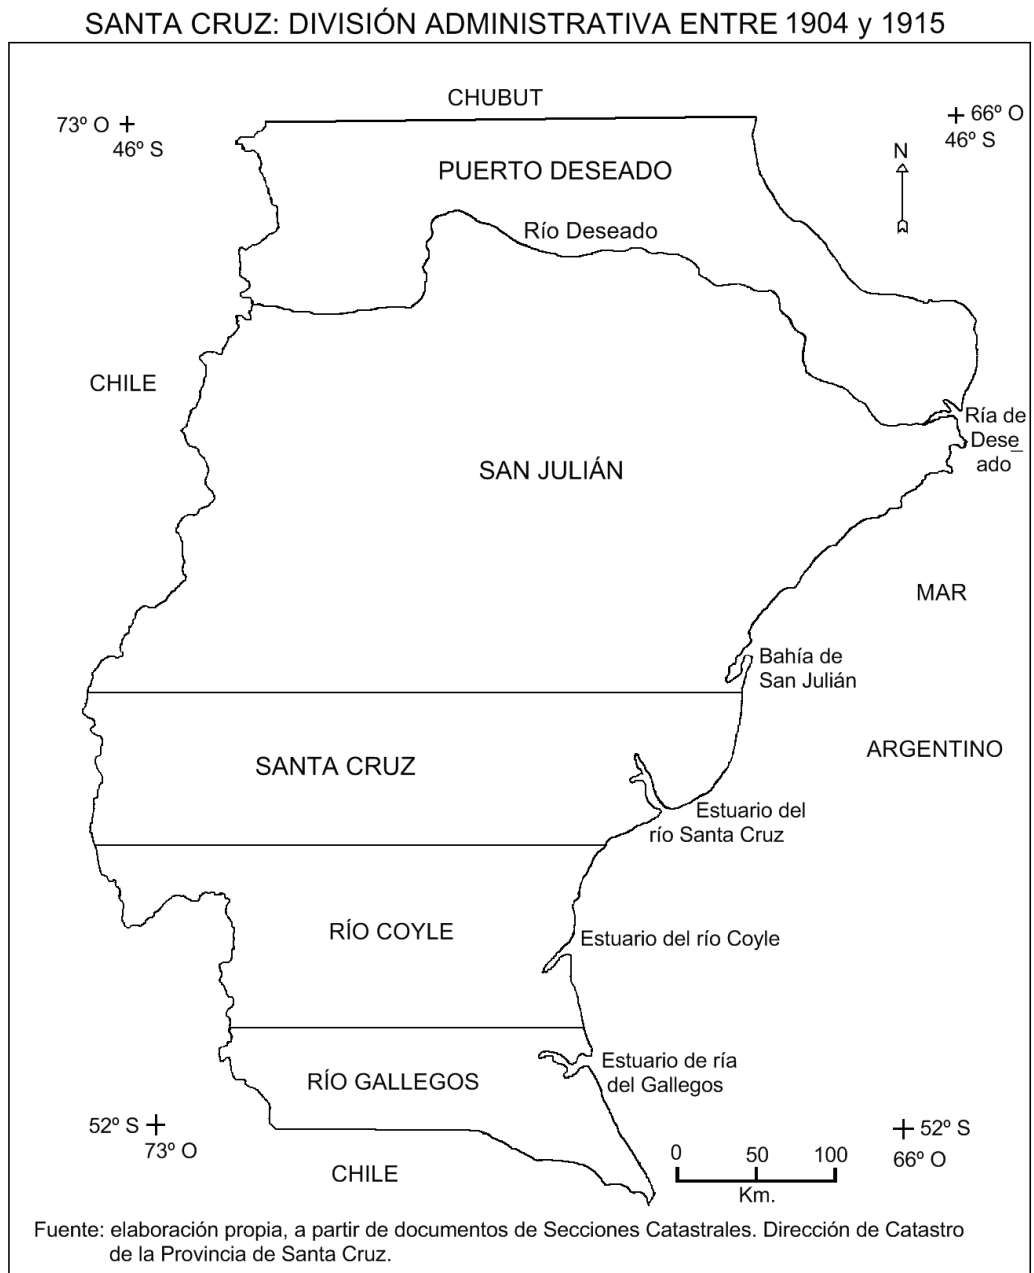 SANTA CRUZ: DIVISIÓN ADMINISTRATIVA ENTRE 1904 y 1915
CHUBUT
73º O
46º S
66º O
46º S
N
PUERTO DESEADO
Río Deseado
CHILE
Ría de
Dese_
ado
SAN JULIÁN
MAR
Bahía de
San Julián
ARGENTINO
SANTA CRUZ
Estuario del
río Santa Cruz
RÍO COYLE
Estuario del río Coyle
Estuario de ría
del Gallegos
RÍO GALLEGOS
52º S
73º O
52º S
66º O
CHILE
0 50 100
Km.
Fuente: elaboración propia, a partir de documentos de Secciones Catastrales. Dirección de Catastro
de la Provincia de Santa Cruz.